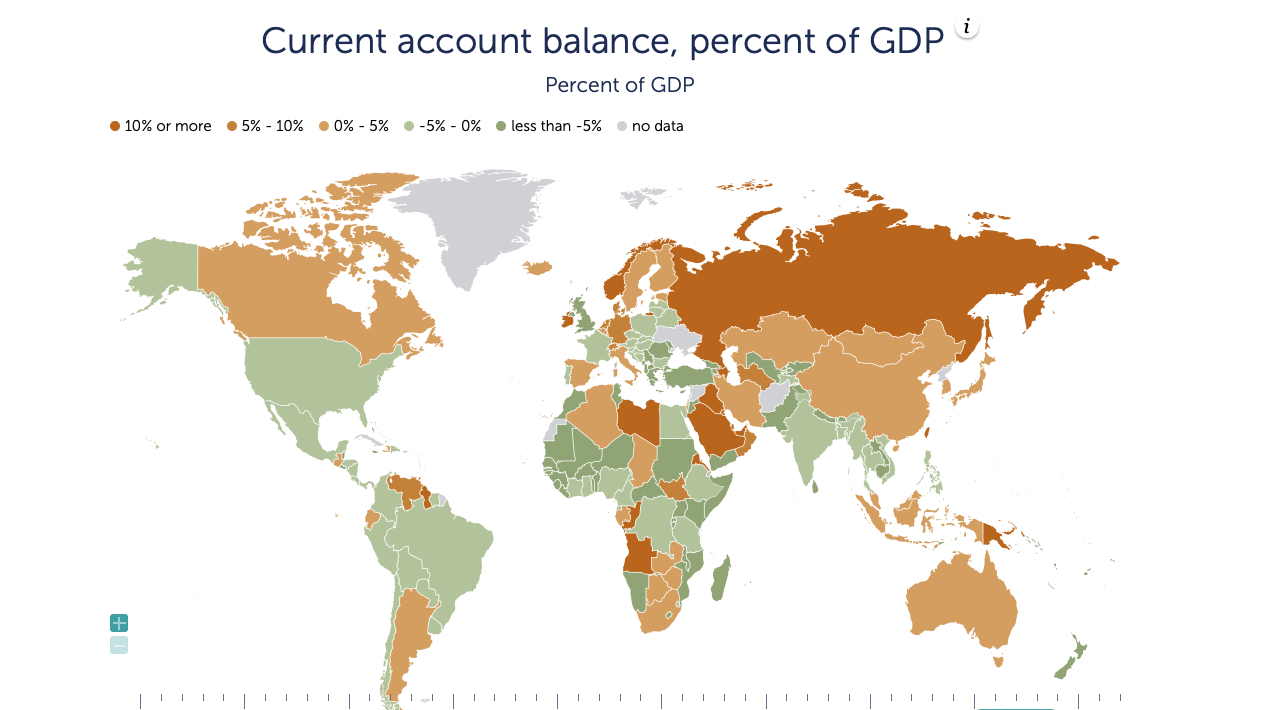 Current account balance, percent of GDP i
Percent of GDP
10% or more 5% - 10% 0% - 5% -5% - 0% less than -5% no data
+
−